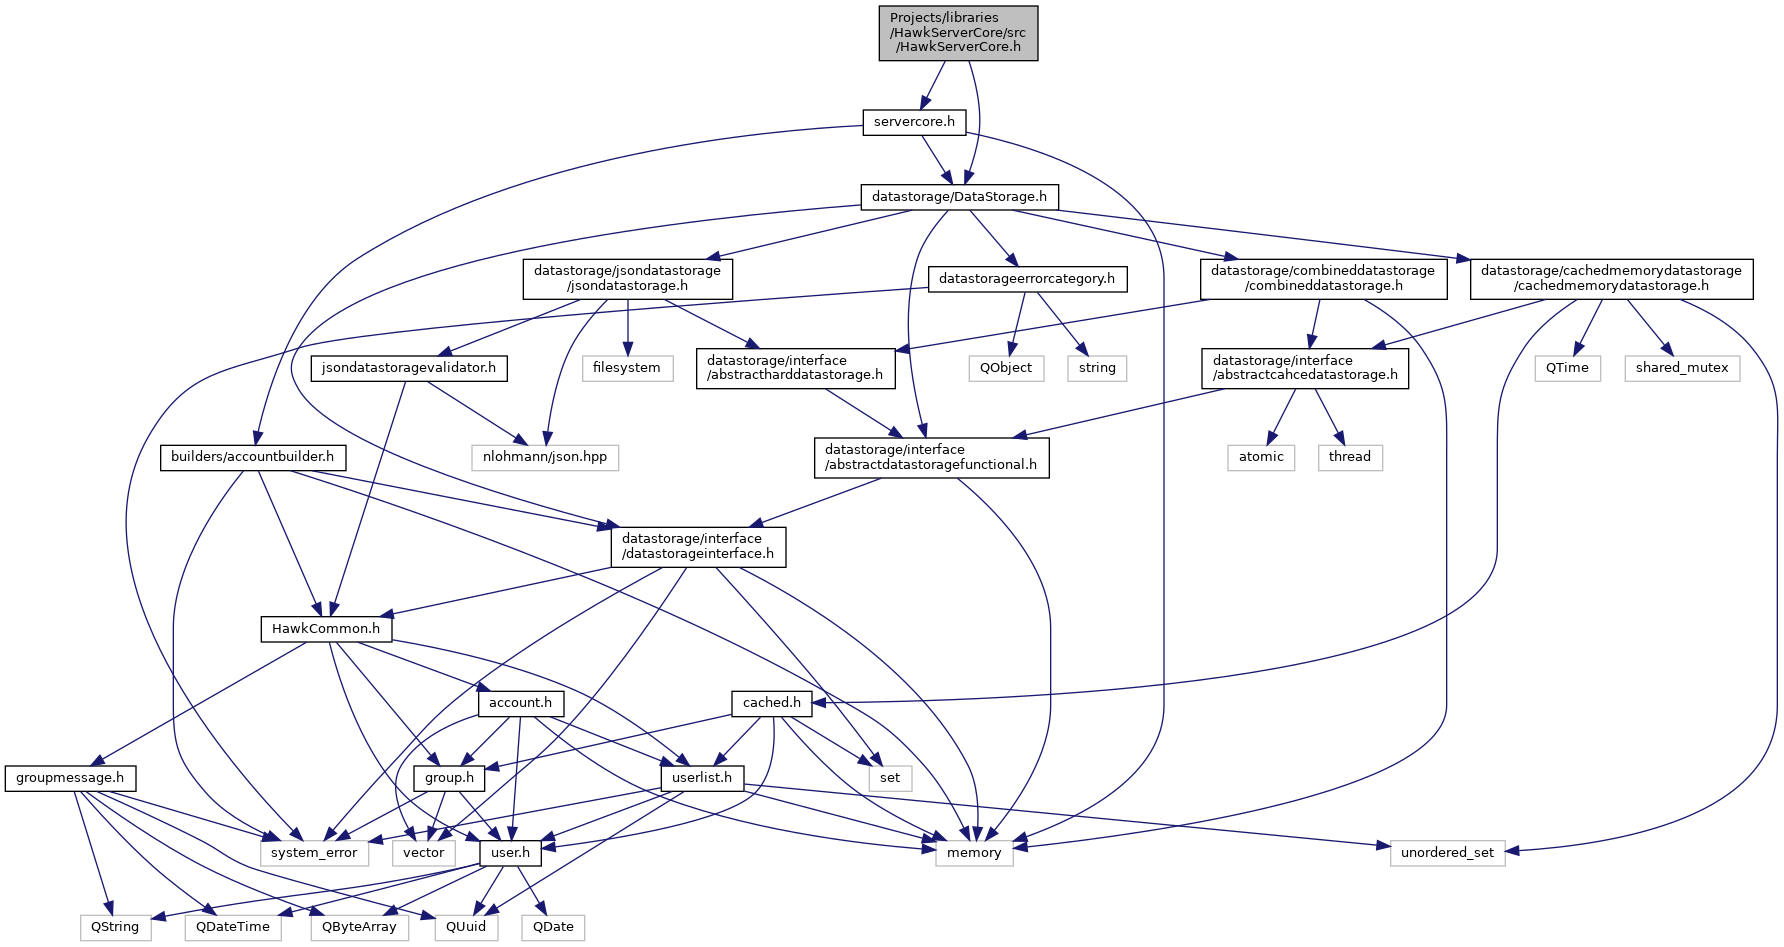 Projects/libraries
/HawkServerCore/src
/HawkServerCore.h
servercore.h
datastorage/DataStorage.h
datastorage/jsondatastorage
/jsondatastorage.h
datastorageerrorcategory.h
datastorage/combineddatastorage
/combineddatastorage.h
datastorage/cachedmemorydatastorage
/cachedmemorydatastorage.h
jsondatastoragevalidator.h
filesystem
datastorage/interface
/abstractharddatastorage.h
QObject
string
datastorage/interface
/abstractcahcedatastorage.h
QTime
shared_mutex
builders/accountbuilder.h
nlohmann/json.hpp
datastorage/interface
/abstractdatastoragefunctional.h
atomic
thread
datastorage/interface
/datastorageinterface.h
HawkCommon.h
account.h
cached.h
groupmessage.h
group.h
userlist.h
set
system_error
vector
user.h
memory
unordered_set
QString
QDateTime
QByteArray
QUuid
QDate